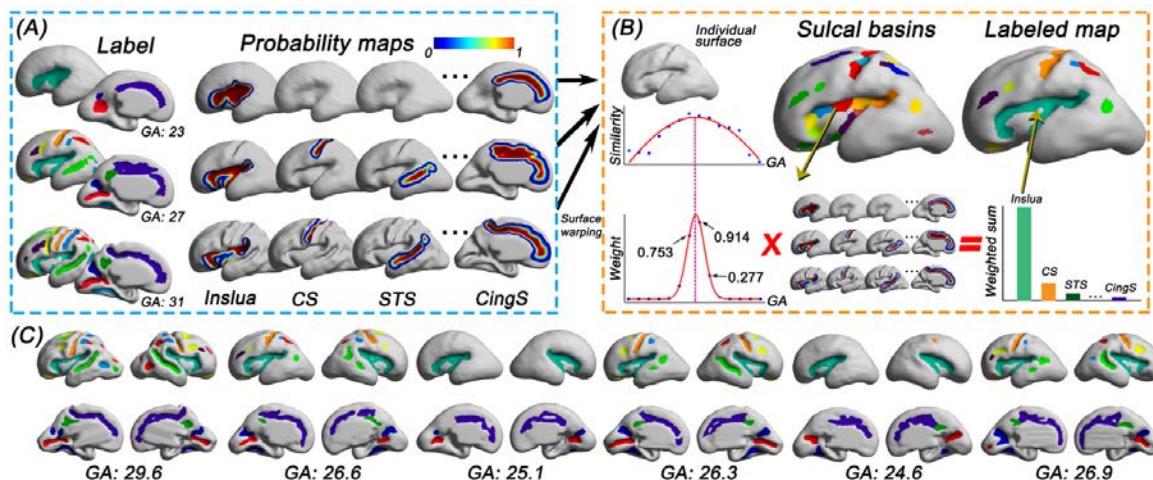 (A)
Label
Probability maps
0
1
GA: 23
GA: 27
GA: 31
Inslua
CS
STS
CingS
Surface
warping
(B)
Individual
surface
Sulcal basins
Labeled map
Similarity
GA
Weight
0.753
0.914
0.277
GA
X
=
Weighted sum
Inslua
CS
STS
CingS
(C)
GA: 29.6
GA: 26.6
GA: 25.1
GA: 26.3
GA: 24.6
GA: 26.9